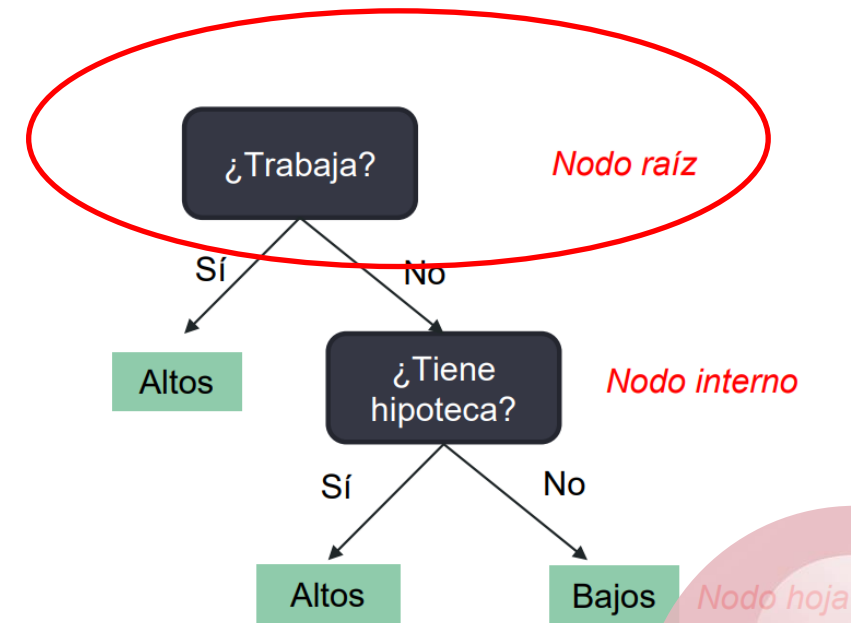 ¿Trabaja?
Nodo raíz
Sí
No
Altos
¿Tiene
hipoteca?
Nodo interno
Sí
No
Altos
Bajos
Nodo hoja